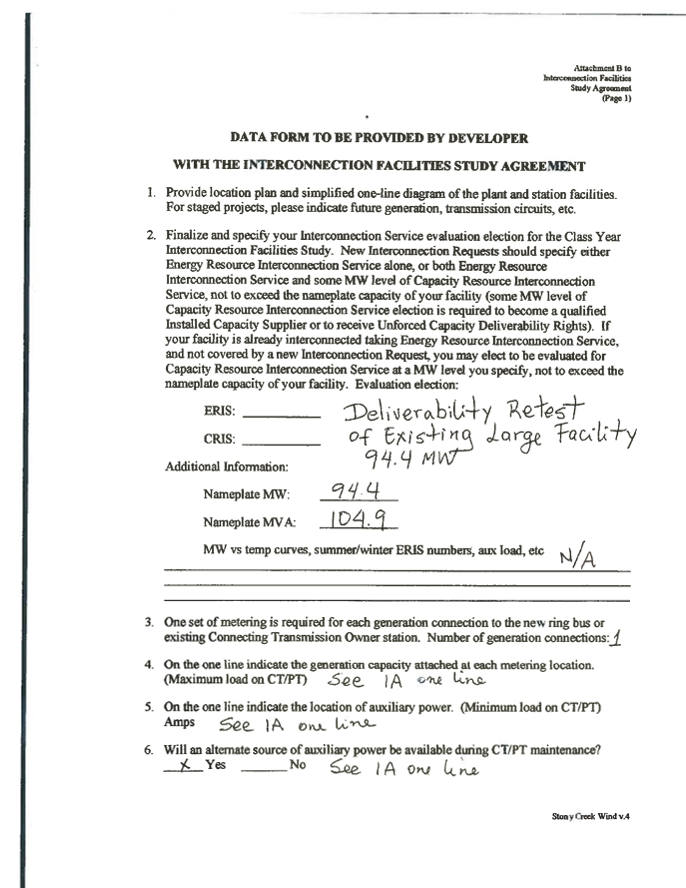 Attachment B to
Interconnection Facilities
Study Agreement
(Page 1)
DATA FORM TO BE PROVIDED BY DEVELOPER
WITH THE INTERCONNECTION FACILITIES STUDY AGREEMENT
1. Provide location plan and simplified one-line diagram of the plant and station facilities.
For staged projects, please indicate future generation, transmission circuits, etc.
2. Finalize and specify your Interconnection Service evaluation election for the Class Year
Interconnection Facilities Study. New Interconnection Requests should specify either
Energy Resource Interconnection Service alone, or both Energy Resource
Interconnection Service and some MW level of Capacity Resource Interconnection
Service, not to exceed the nameplate capacity of your facility (some MW level of
Capacity Resource Interconnection Service election is required to become a qualified
Installed Capacity Supplier or to receive Unforced Capacity Deliverability Rights). If
your facility is already interconnected taking Energy Resource Interconnection Service,
and not covered by a new Interconnection Request, you may elect to be evaluated for
Capacity Resource Interconnection Service at a MW level you specify, not to exceed the
nameplate capacity of your facility. Evaluation election:
ERIS: ________ Deliverability Retest
CRIS: ________ of Existing Large Facility
94.4 MW
Additional Information:
Nameplate MW: 94.4
Nameplate MVA: 104.9
MW vs temp curves, summer/winter ERIS numbers, aux load, etc N/A
3. One set of metering is required for each generation connection to the new ring bus or
existing Connecting Transmission Owner station. Number of generation connections: 1
4. On the one line indicate the generation capacity attached at each metering location.
(Maximum load on CT/PT) See 1A one line
5. On the one line indicate the location of auxiliary power. (Minimum load on CT/PT)
Amps See 1A one line
6. Will an alternate source of auxiliary power be available during CT/PT maintenance?
X Yes ______ No See 1A one line
Stony Creek Wind v.4